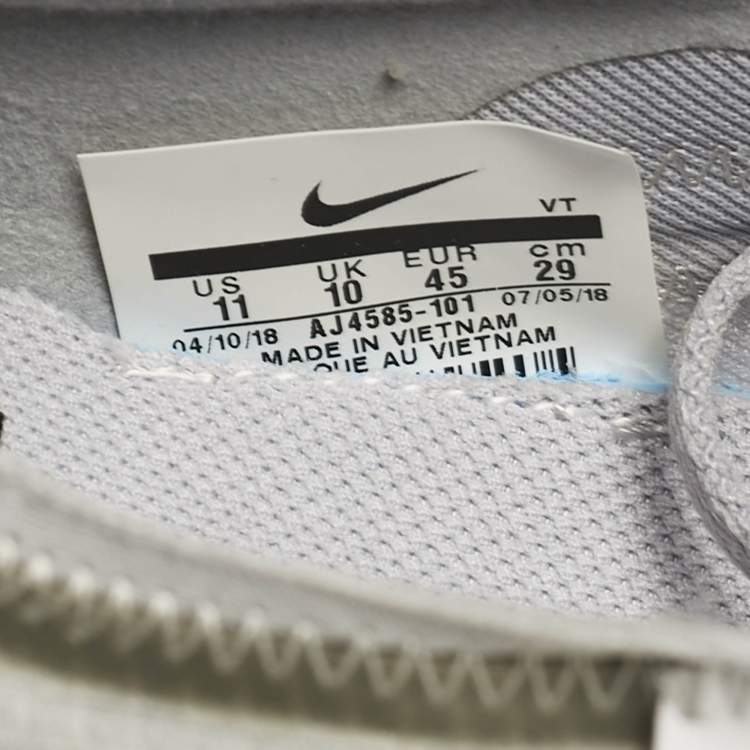 VT
US UK EUR cm
11 10 45 29
04/10/18 AJ4585-101 07/05/18
MADE IN VIETNAM
AU VIETNAM